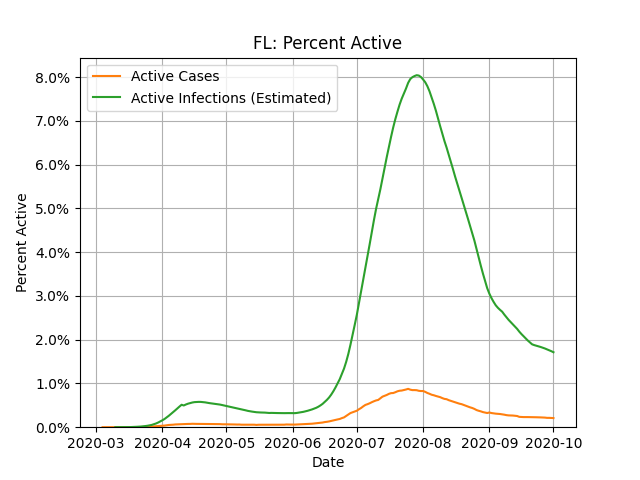 FL: Percent Active
Active Cases
Active Infections (Estimated)
Percent Active
8.0%
7.0%
6.0%
5.0%
4.0%
3.0%
2.0%
1.0%
0.0%
2020-03 2020-04 2020-05 2020-06 2020-07 2020-08 2020-09 2020-10
Date